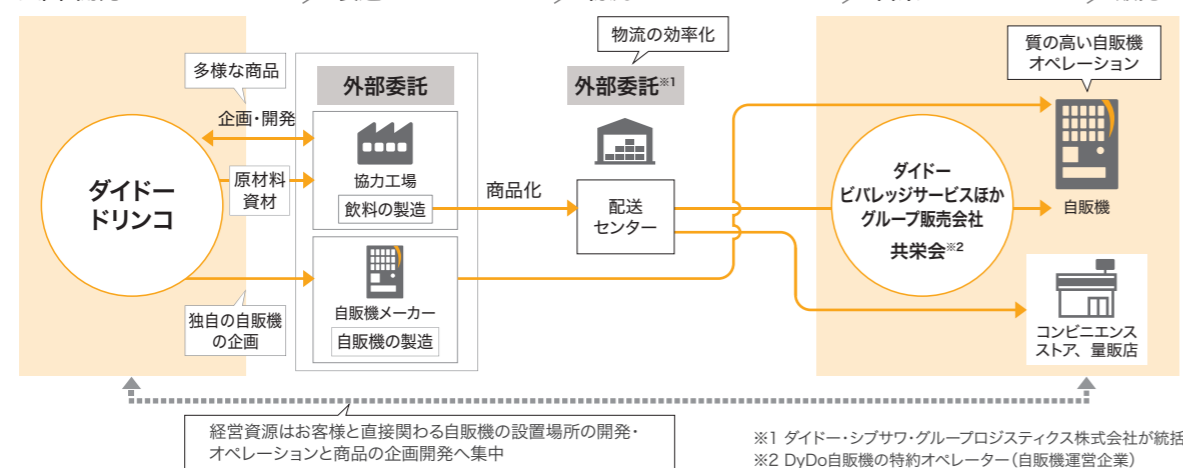 物流の効率化
質の高い自販機
オペレーション
多様な商品
外部委託
外部委託※1
企画・開発
ダイドー
ドリンコ
原材料
資材
協力工場
飲料の製造
商品化
配送
センター
ダイドー
ビバレッジサービスほか
グループ販売会社
共栄会※2
自販機
独自の自販機
の企画
自販機メーカー
自販機の製造
コンビニエンス
ストア、量販店
経営資源はお客様と直接関わる自販機の設置場所の開発・
オペレーションと商品の企画開発へ集中
※1 ダイドー・シブサワ・グループロジスティクス株式会社が統括
※2 DyDo自販機の特約オペレーター（自販機運営企業）